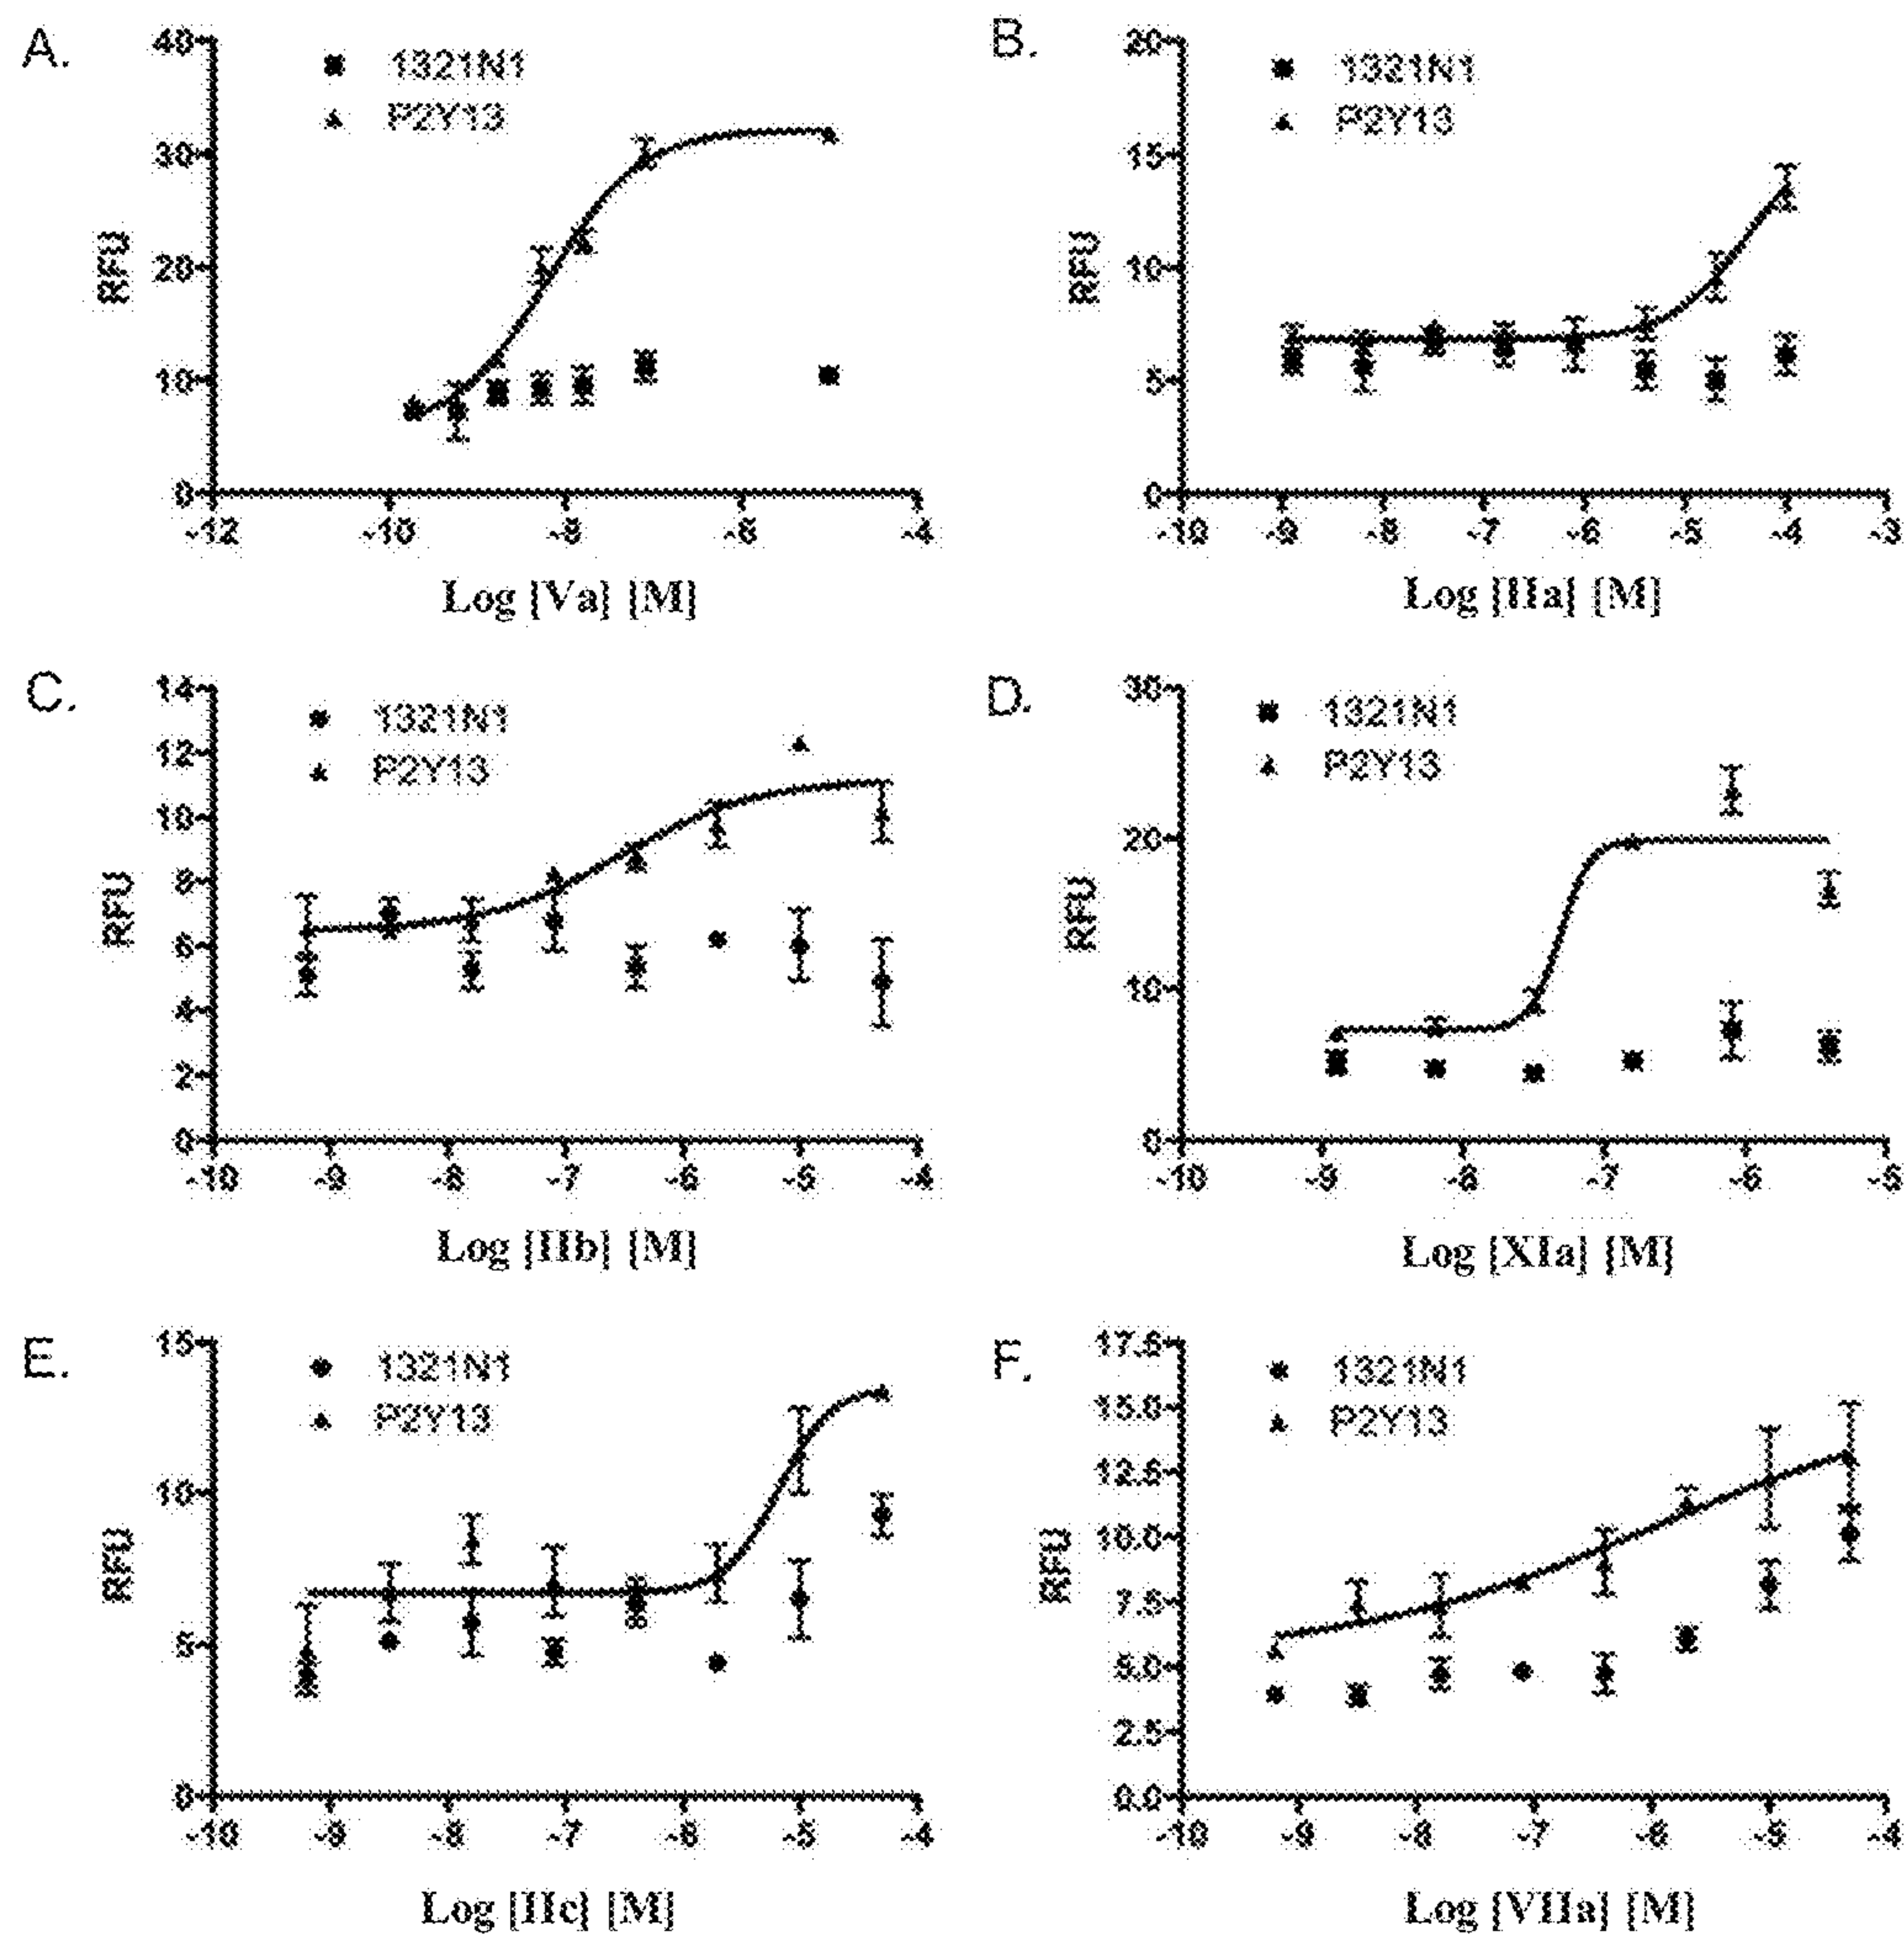 A.
40
30
20
10
0
RFU
1321N1
P2Y13
-12 -10 -8 -6 -4
Log [Va] [M]
B.
20
15
10
5
0
RFU
1321N1
P2Y13
-10 -9 -8 -7 -6 -5 -4 -3
Log [IIa] [M]
C.
14
12
10
8
6
4
2
0
RFU
1321N1
P2Y13
-10 -9 -8 -7 -6 -5 -4
Log [IIb] [M]
D.
30
20
10
0
RFU
1321N1
P2Y13
-10 -9 -8 -7 -6 -5
Log [XIa] [M]
E.
15
10
5
0
RFU
1321N1
P2Y13
-10 -9 -8 -7 -6 -5 -4
Log [IIc] [M]
F.
17.5
15.0
12.5
10.0
7.5
5.0
2.5
0.0
RFU
1321N1
P2Y13
-10 -9 -8 -7 -6 -5 -4
Log [VIIa] [M]